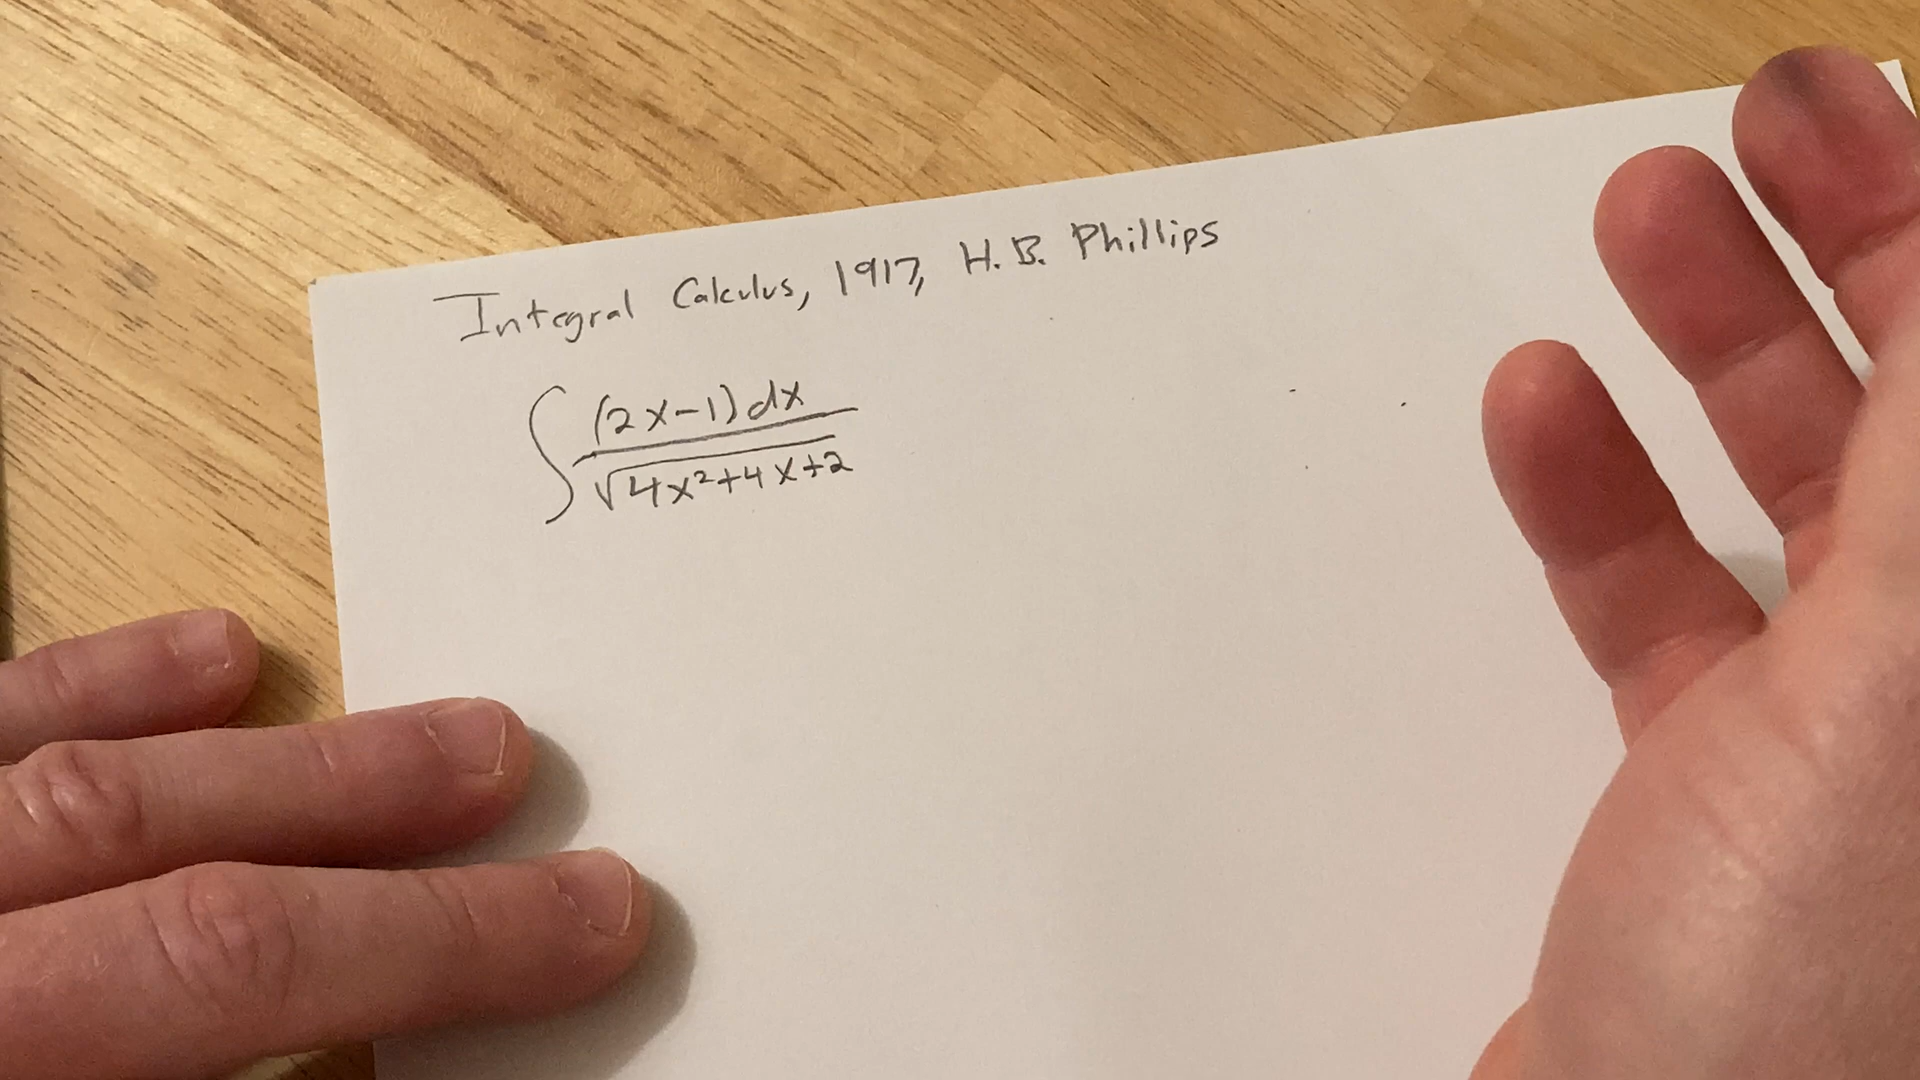 Integral Calculus, 1917, H. B. Phillips
∫ (2x-1)dx / √(4x²+4x+2)